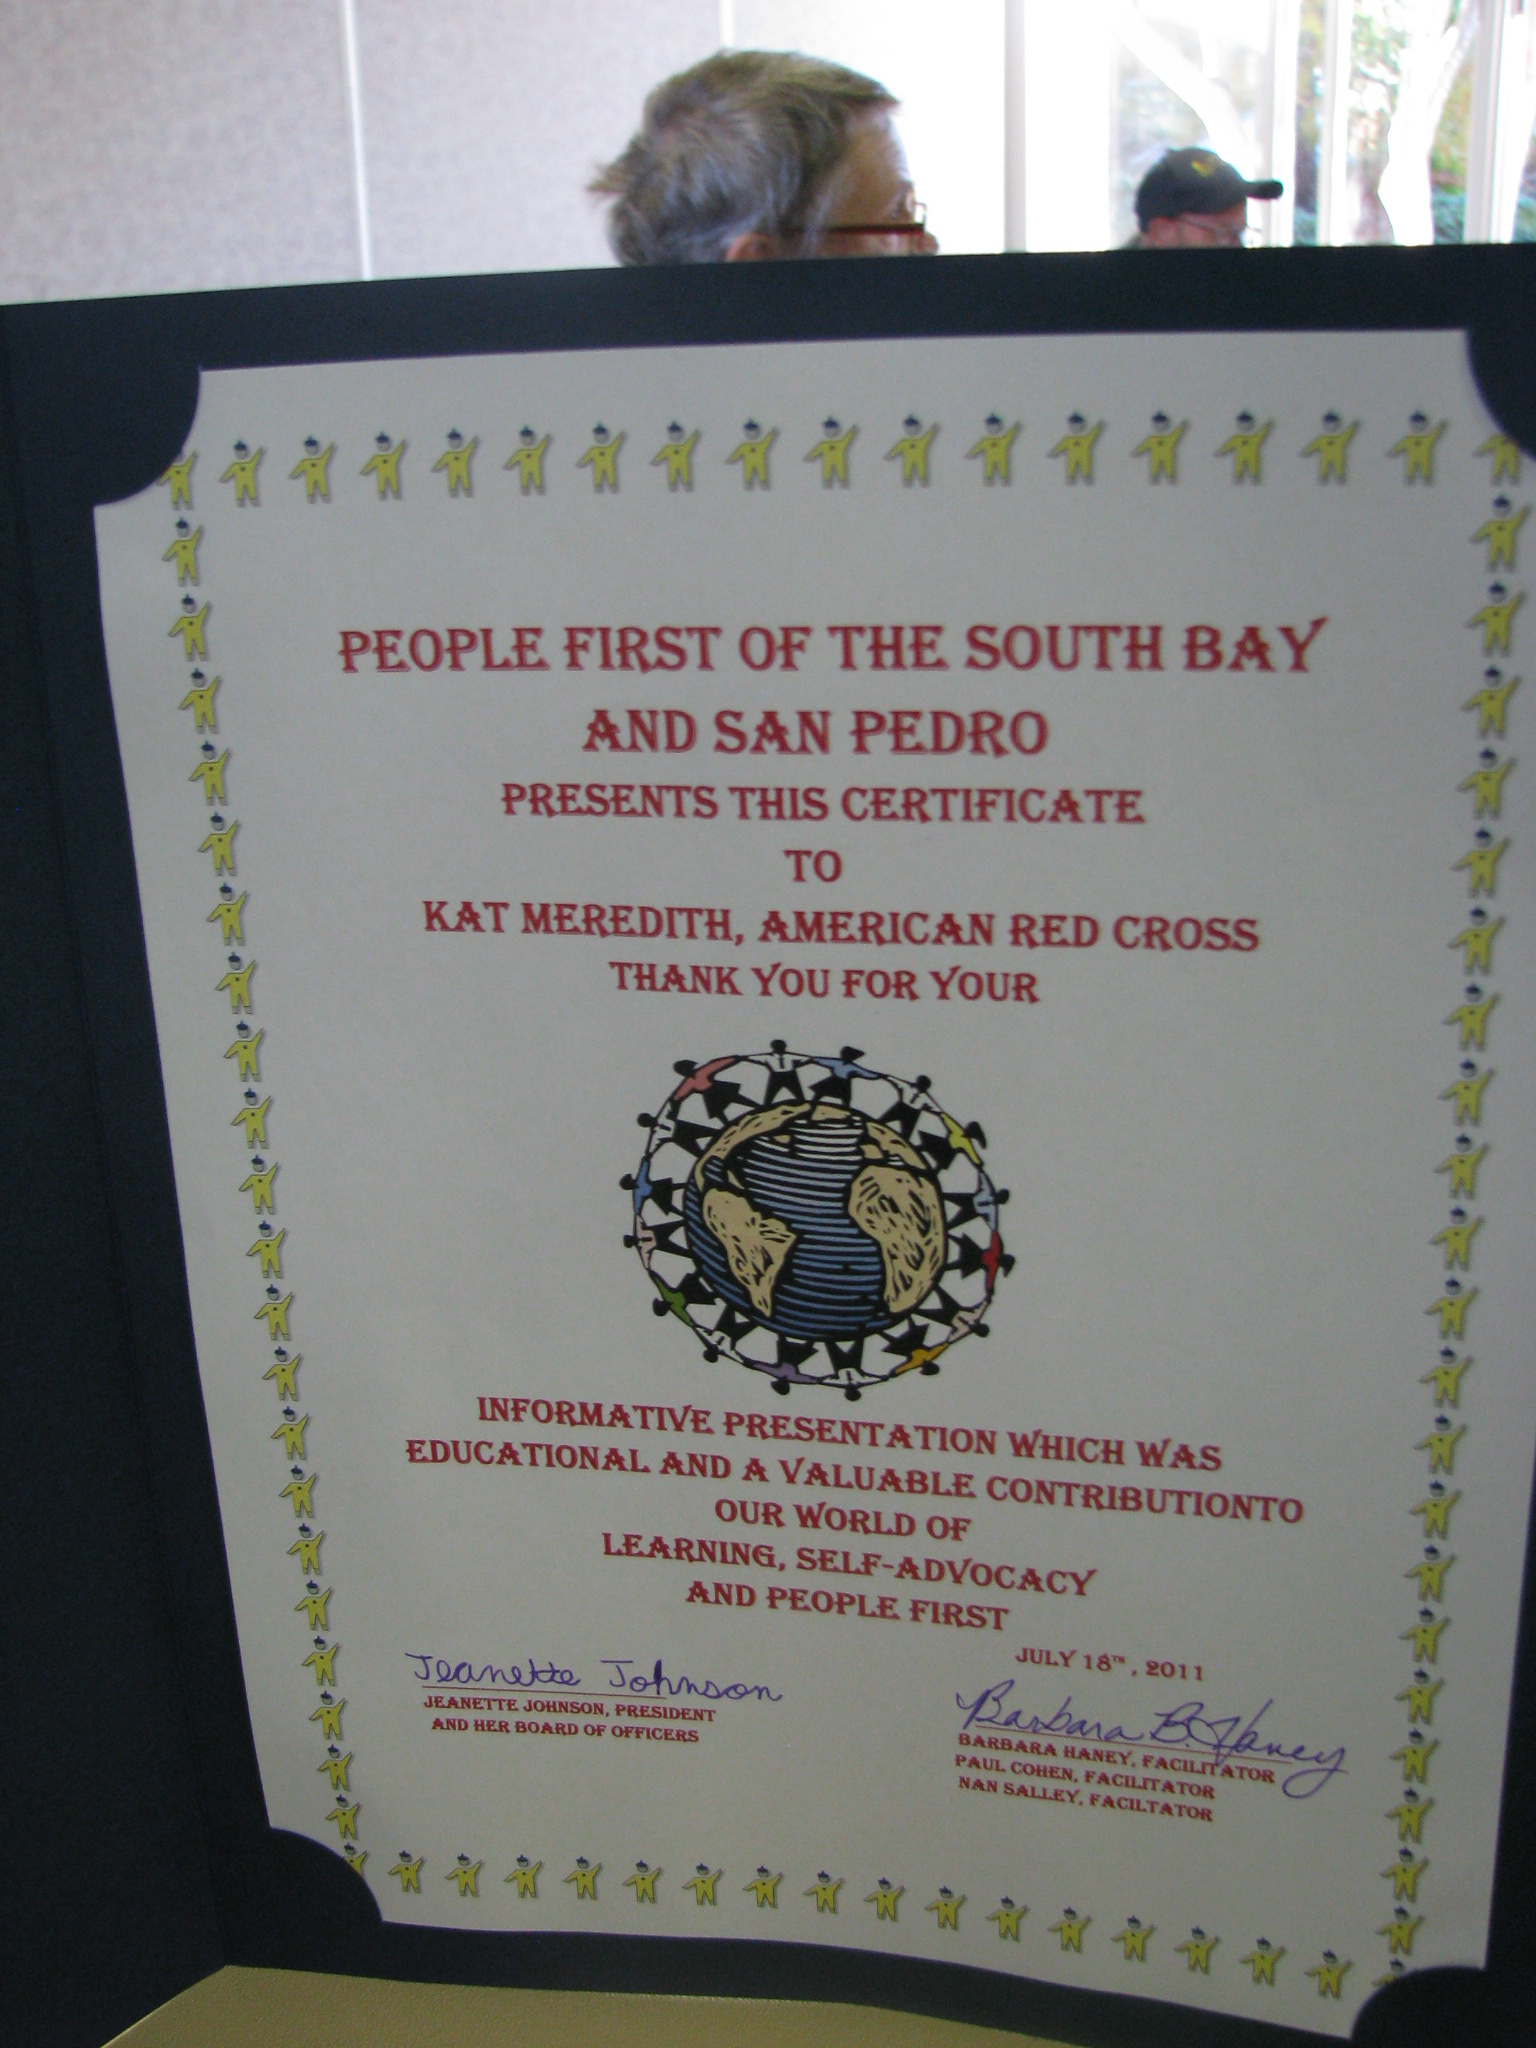 PEOPLE FIRST OF THE SOUTH BAY
AND SAN PEDRO
PRESENTS THIS CERTIFICATE
TO
KAT MEREDITH, AMERICAN RED CROSS
THANK YOU FOR YOUR
INFORMATIVE PRESENTATION WHICH WAS
EDUCATIONAL AND A VALUABLE CONTRIBUTIONTO
OUR WORLD OF
LEARNING, SELF-ADVOCACY
AND PEOPLE FIRST
JULY 18TH, 2011
Jeanette Johnson
JEANETTE JOHNSON, PRESIDENT
AND HER BOARD OF OFFICERS
Barbara B. Haney
BARBARA HANEY, FACILITATOR
PAUL COHEN, FACILITATOR
NAN SALLEY, FACILTATOR